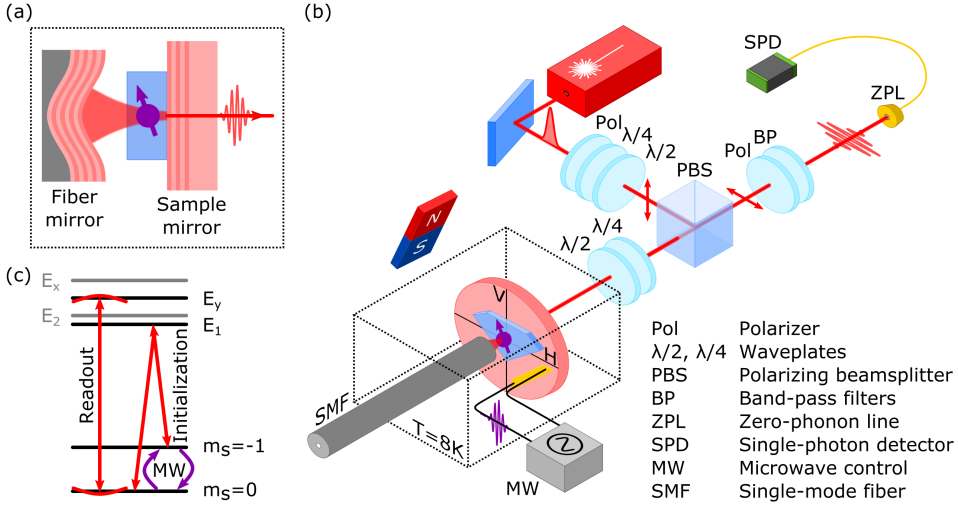 (a)
Fiber
mirror
Sample
mirror
(b)
SPD
ZPL
Pol
λ/4
λ/2
PBS
Pol
BP
N
S
λ/2
λ/4
V
H
SMF
T=8K
MW
Pol Polarizer
λ/2, λ/4 Waveplates
PBS Polarizing beamsplitter
BP Band-pass filters
ZPL Zero-phonon line
SPD Single-photon detector
MW Microwave control
SMF Single-mode fiber
(c)
Eₓ
E_y
E₂
E₁
Readout
Initialization
mₛ=-1
MW
mₛ=0